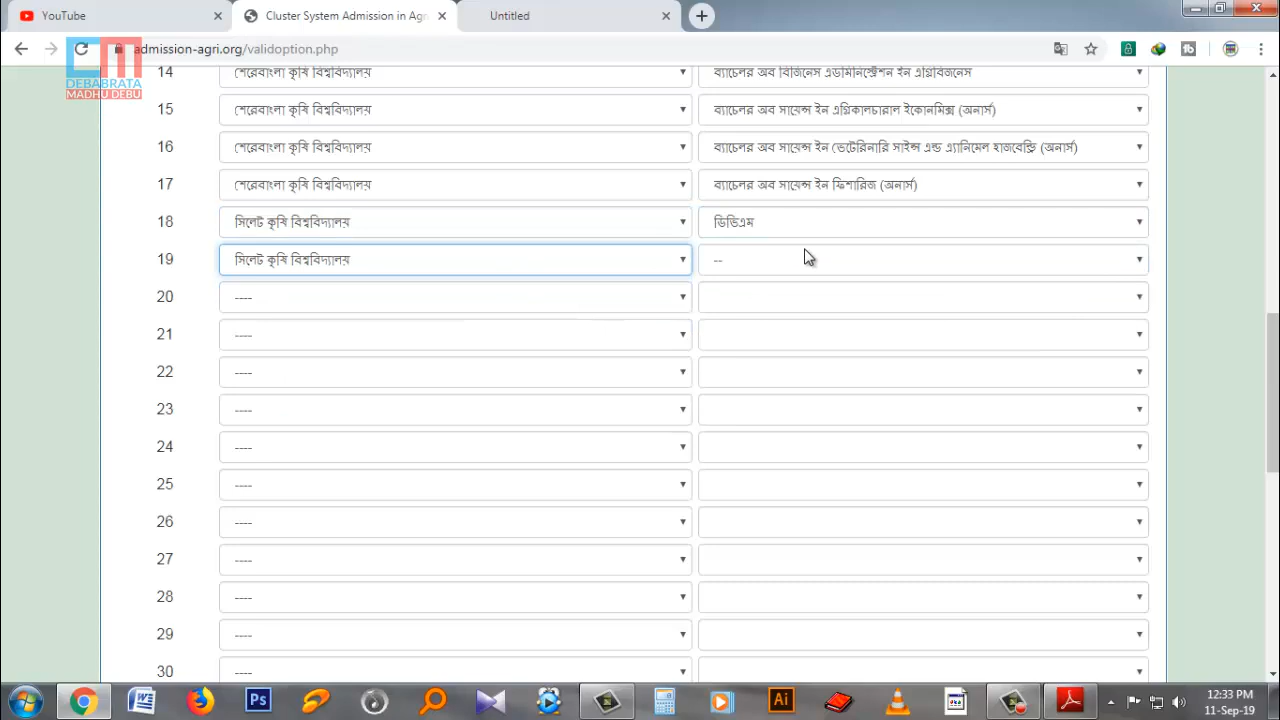 YouTube
Cluster System Admission in Agri
Untitled
admission-agri.org/validoption.php
DEBABRATA
MADHU DEBU
14 শেরেবাংলা কৃষি বিশ্ববিদ্যালয় ব্যাচেলর অব বিজনেস এডমিনিস্ট্রেশন ইন এগ্রিবিজনেস
15 শেরেবাংলা কৃষি বিশ্ববিদ্যালয় ব্যাচেলর অব সায়েন্স ইন এগ্রিকালচারাল ইকোনমিক্স (অনার্স)
16 শেরেবাংলা কৃষি বিশ্ববিদ্যালয় ব্যাচেলর অব সায়েন্স ইন ভেটেরিনারি সাইন্স এন্ড এ্যানিমেল হাজবেন্ড্রি (অনার্স)
17 শেরেবাংলা কৃষি বিশ্ববিদ্যালয় ব্যাচেলর অব সায়েন্স ইন ফিশারিজ (অনার্স)
18 সিলেট কৃষি বিশ্ববিদ্যালয় ডিভিএম
19 সিলেট কৃষি বিশ্ববিদ্যালয় --
20 ----
21 ----
22 ----
23 ----
24 ----
25 ----
26 ----
27 ----
28 ----
29 ----
30 ----
12:33 PM
11-Sep-19